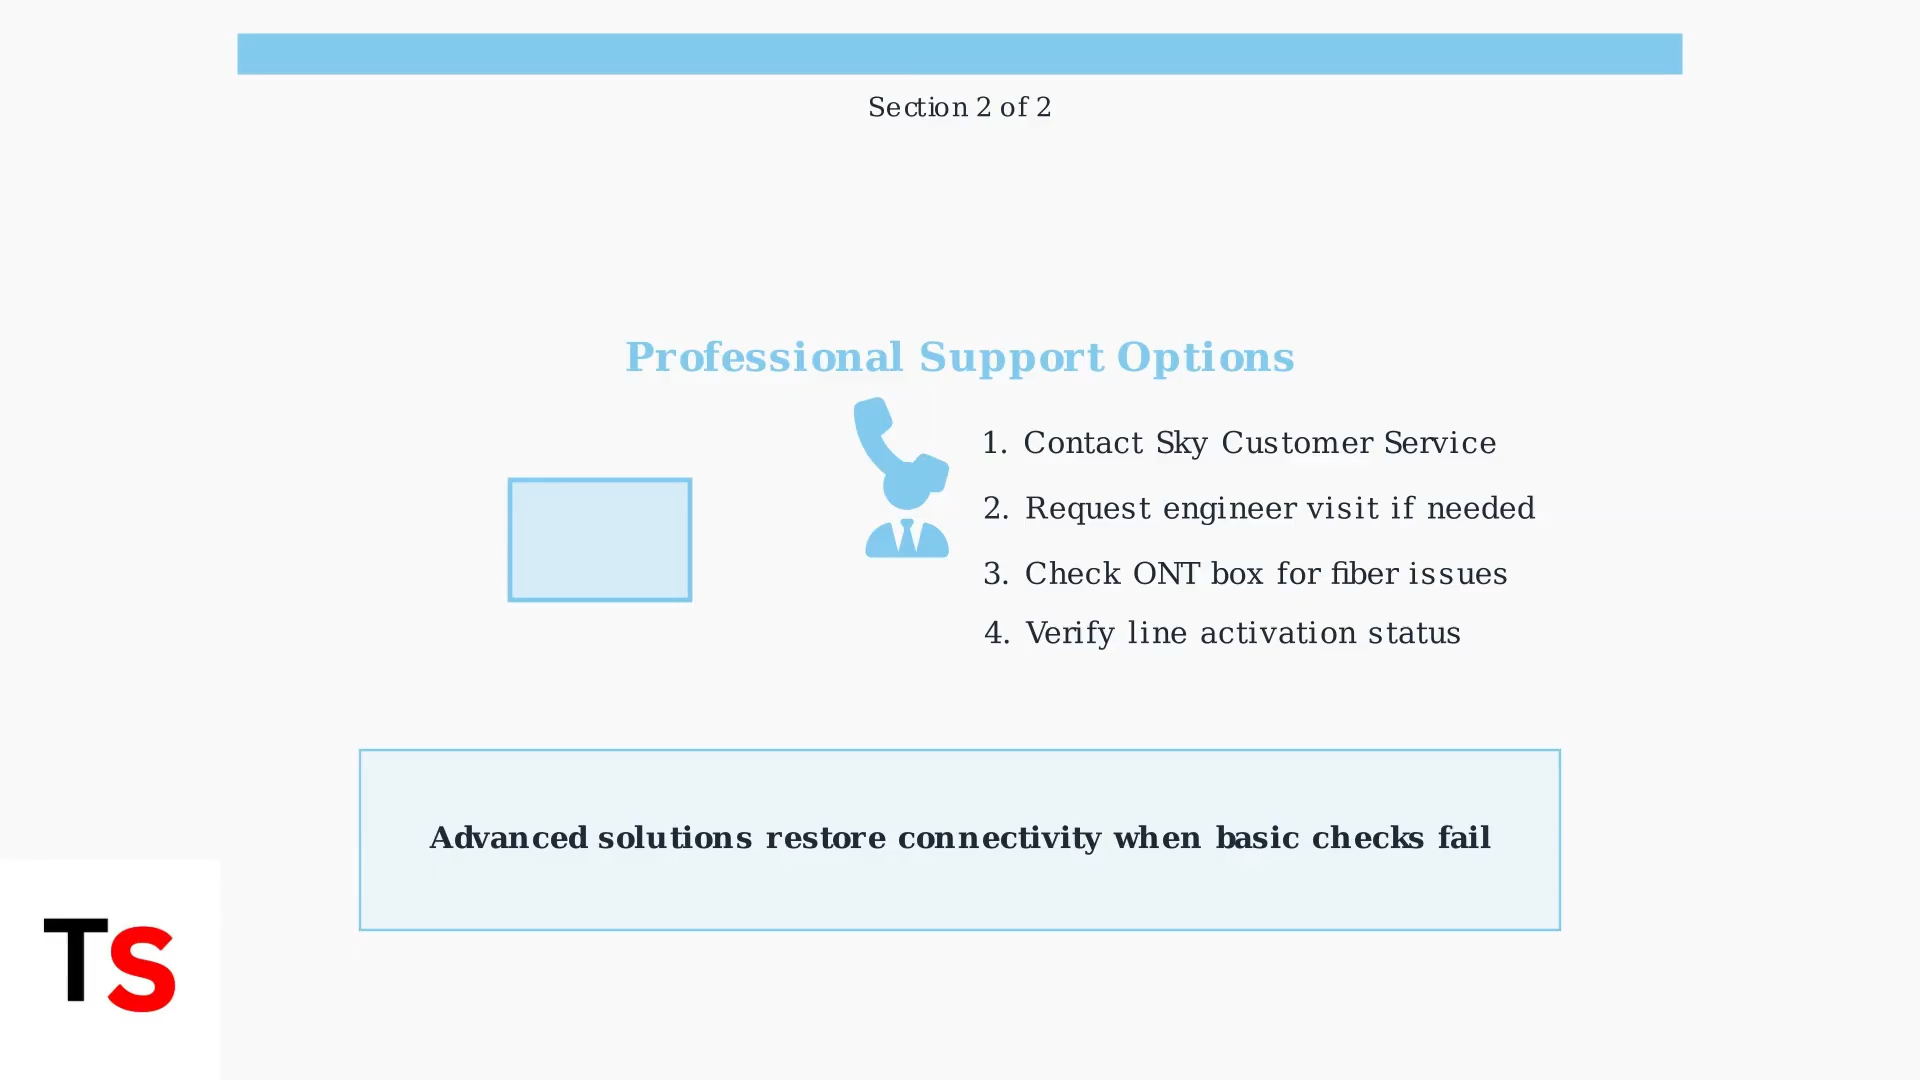 Section 2 of 2
Professional Support Options
1. Contact Sky Customer Service
2. Request engineer visit if needed
3. Check ONT box for fiber issues
4. Verify line activation status
Advanced solutions restore connectivity when basic checks fail
TS